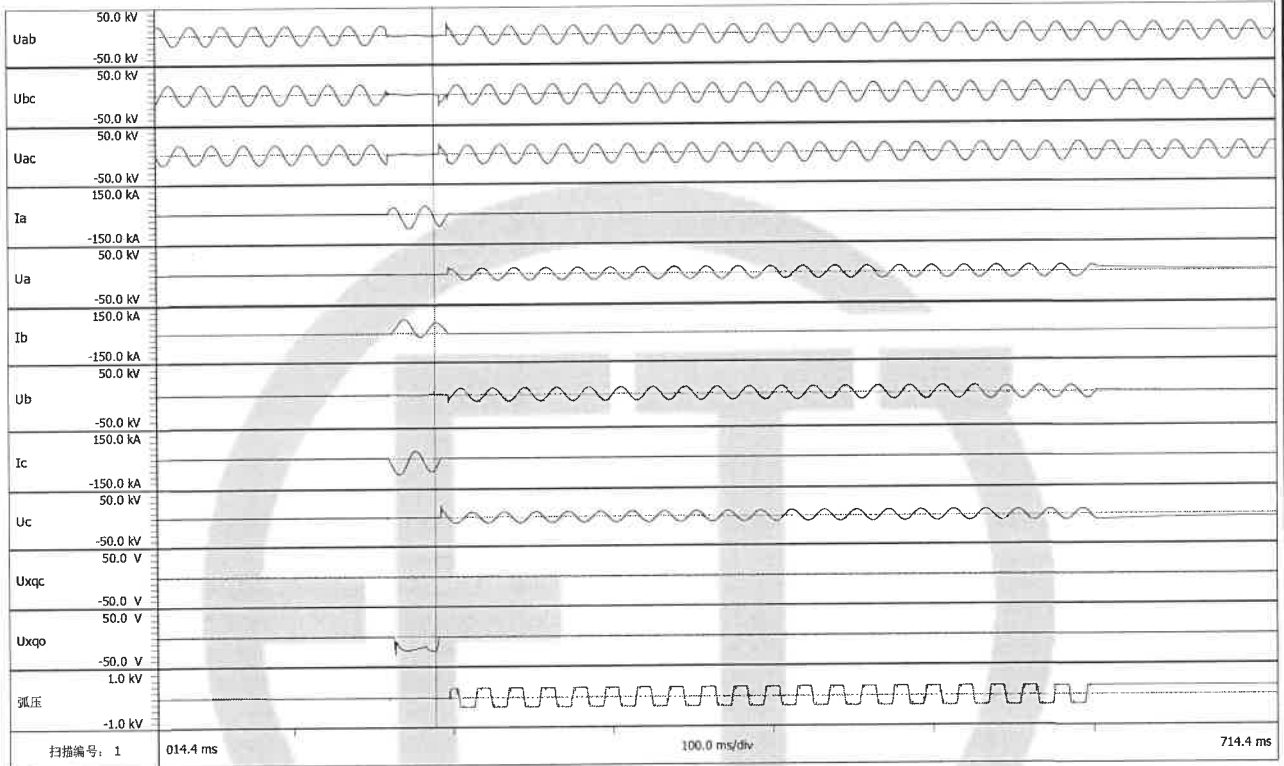 50.0 kV
Uab
-50.0 kV
50.0 kV
Ubc
-50.0 kV
50.0 kV
Uac
-50.0 kV
150.0 kA
Ia
-150.0 kA
50.0 kV
Ua
-50.0 kV
150.0 kA
Ib
-150.0 kA
50.0 kV
Ub
-50.0 kV
150.0 kA
Ic
-150.0 kA
50.0 kV
Uc
-50.0 kV
50.0 V
Uxqc
-50.0 V
50.0 V
Uxqo
-50.0 V
1.0 kV
弧压
-1.0 kV
扫描编号: 1 014.4 ms 100.0 ms/div 714.4 ms